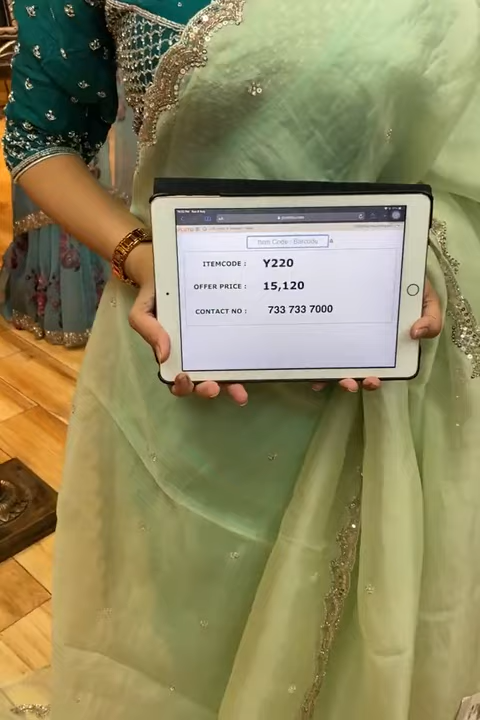 ITEMCODE : Y220
OFFER PRICE : 15,120
CONTACT NO : 733 733 7000